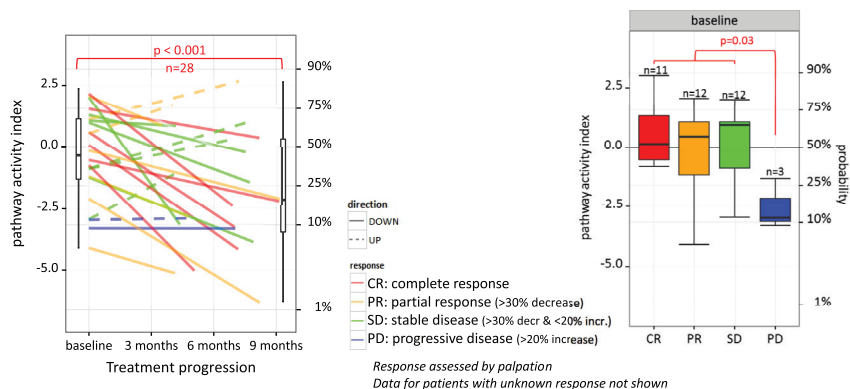 p < 0.001
n=28
pathway activity index
2.5
0.0
-2.5
-5.0
90%
75%
50%
25%
10%
1%
baseline
3 months
6 months
9 months
Treatment progression
direction
DOWN
UP
response
CR: complete response
PR: partial response (>30% decrease)
SD: stable disease (>30% decr & <20% incr.)
PD: progressive disease (>20% increase)
baseline
p=0.03
n=11
n=12
n=12
n=3
pathway activity index
2.5
0.0
-2.5
-5.0
90%
75%
50%
25%
10%
1%
probability
CR
PR
SD
PD
Response assessed by palpation
Data for patients with unknown response not shown